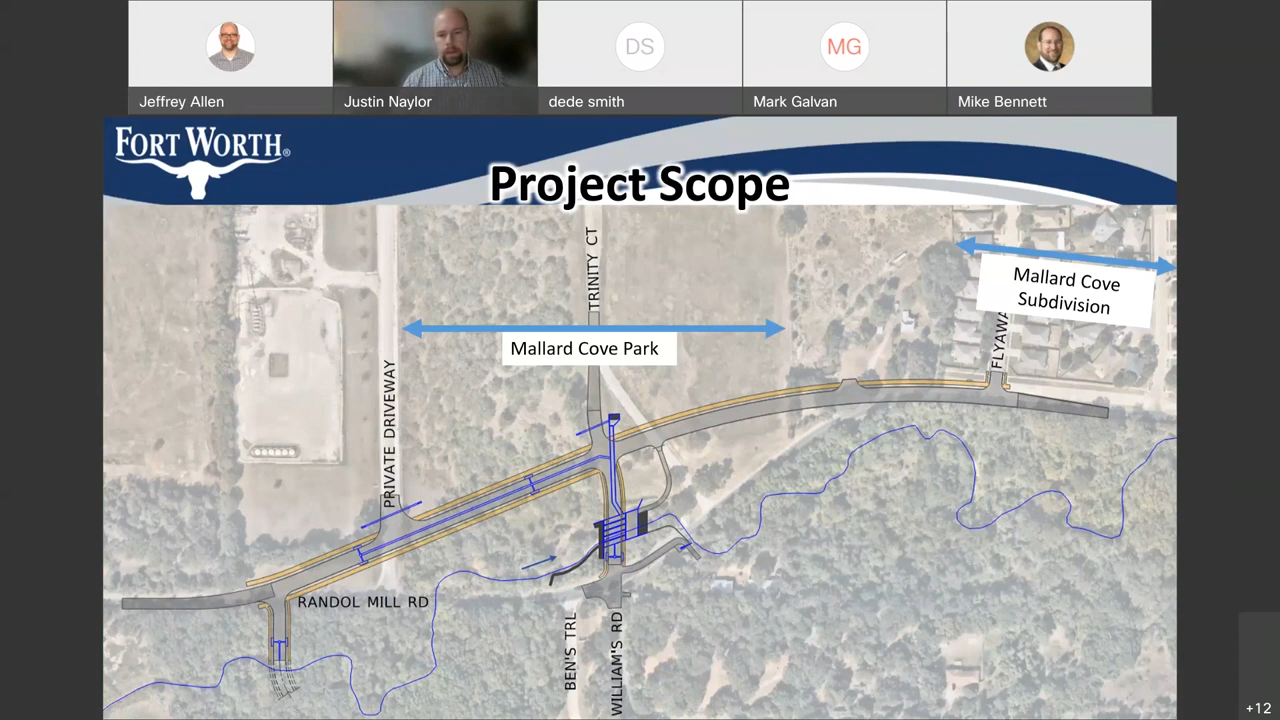 DS
MG
Jeffrey Allen
Justin Naylor
dede smith
Mark Galvan
Mike Bennett
FORT WORTH®
Project Scope
Mallard Cove
Subdivision
TRINITY CT
Mallard Cove Park
PRIVATE DRIVEWAY
RANDOL MILL RD
BEN'S TRL
WILLIAM'S RD
+12